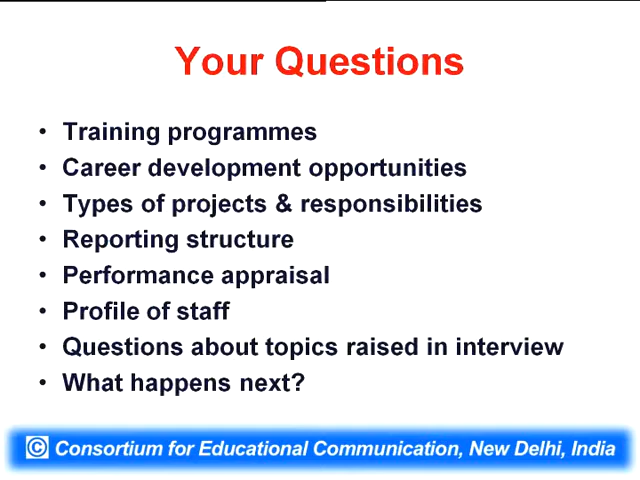 Your Questions
• Training programmes
• Career development opportunities
• Types of projects & responsibilities
• Reporting structure
• Performance appraisal
• Profile of staff
• Questions about topics raised in interview
• What happens next?
© Consortium for Educational Communication, New Delhi, India